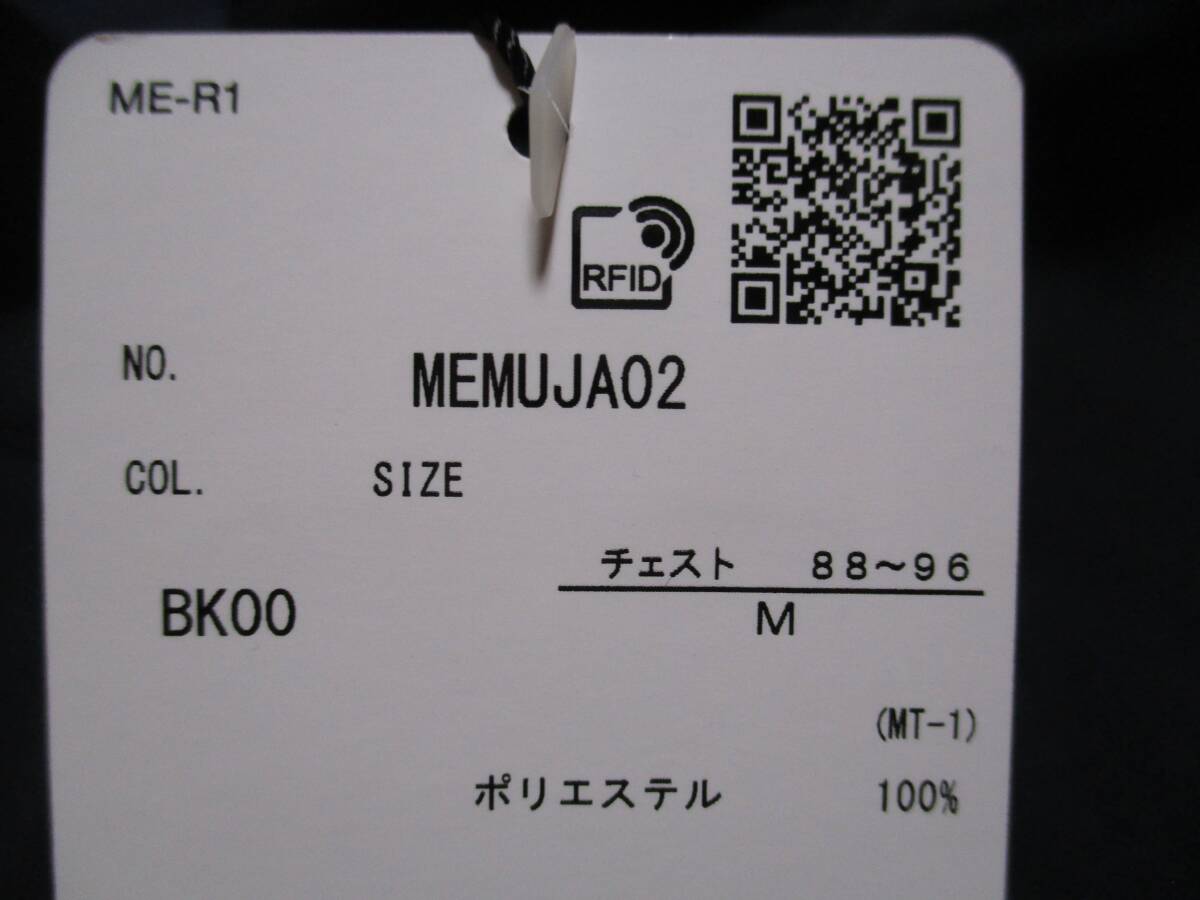 ME-R1
RFID
NO. MEMUJA02
COL. SIZE
チェスト 88～96
BK00 M
(MT-1)
ポリエステル 100%